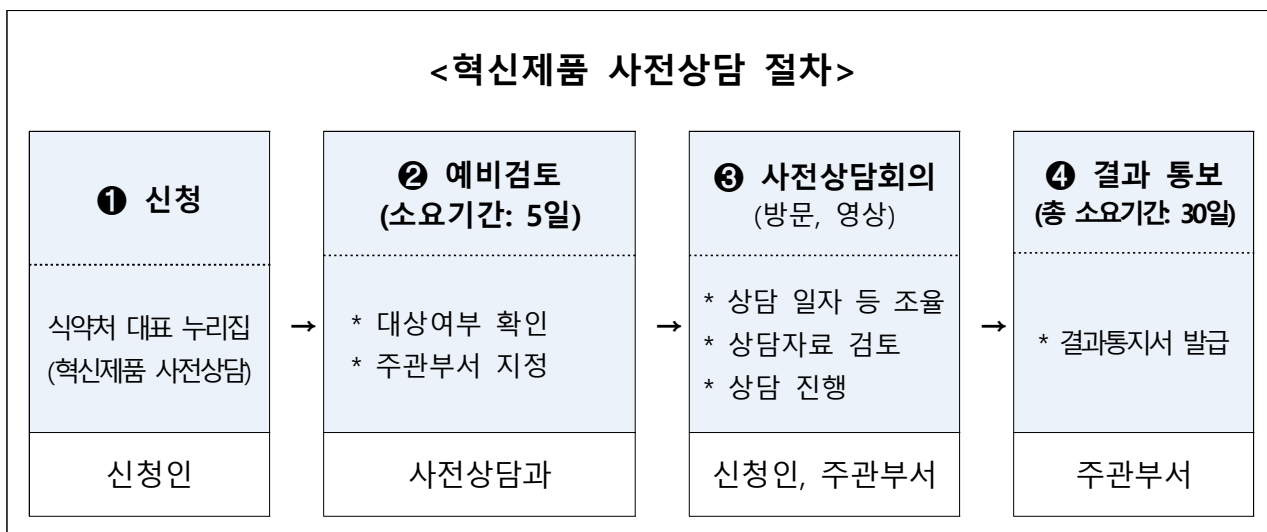 <혁신제품 사전상담 절차>
❶ 신청
식약처 대표 누리집
(혁신제품 사전상담)
신청인
→
❷ 예비검토
(소요기간: 5일)
* 대상여부 확인
* 주관부서 지정
사전상담과
→
❸ 사전상담회의
(방문, 영상)
* 상담 일자 등 조율
* 상담자료 검토
* 상담 진행
신청인, 주관부서
→
❹ 결과 통보
(총 소요기간: 30일)
* 결과통지서 발급
주관부서